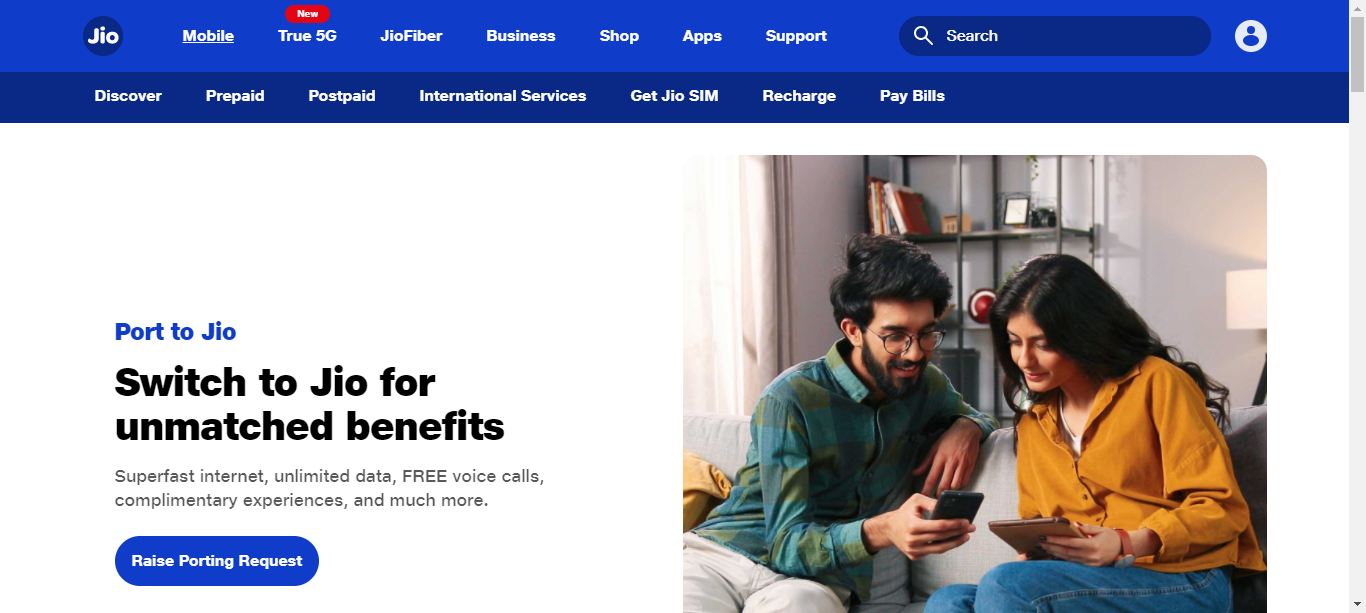 Jio
Mobile
New
True 5G
JioFiber
Business
Shop
Apps
Support
Search
Discover
Prepaid
Postpaid
International Services
Get Jio SIM
Recharge
Pay Bills
Port to Jio
Switch to Jio for
unmatched benefits
Superfast internet, unlimited data, FREE voice calls,
complimentary experiences, and much more.
Raise Porting Request